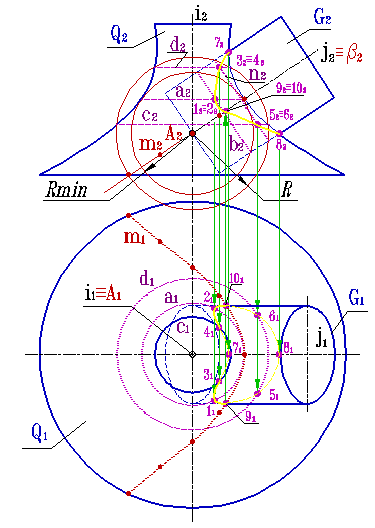 i₂
Q₂
G₂
d₂
7₂
3₂≡4₂
j₂≡β₂
n₂
9₂≡10₂
a₂
1₂≡2₂
c₂
5₂≡6₂
m₂
A₂
b₂
8₂
Rmin
R
m₁
d₁
10₁
i₁≡A₁
a₁
2₁
G₁
6₁
c₁
4₁
7₁
8₁
j₁
3₁
5₁
Q₁
1₁
9₁